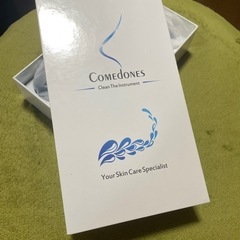 Comedones
Clean The Instrument
Your Skin Care Specialist